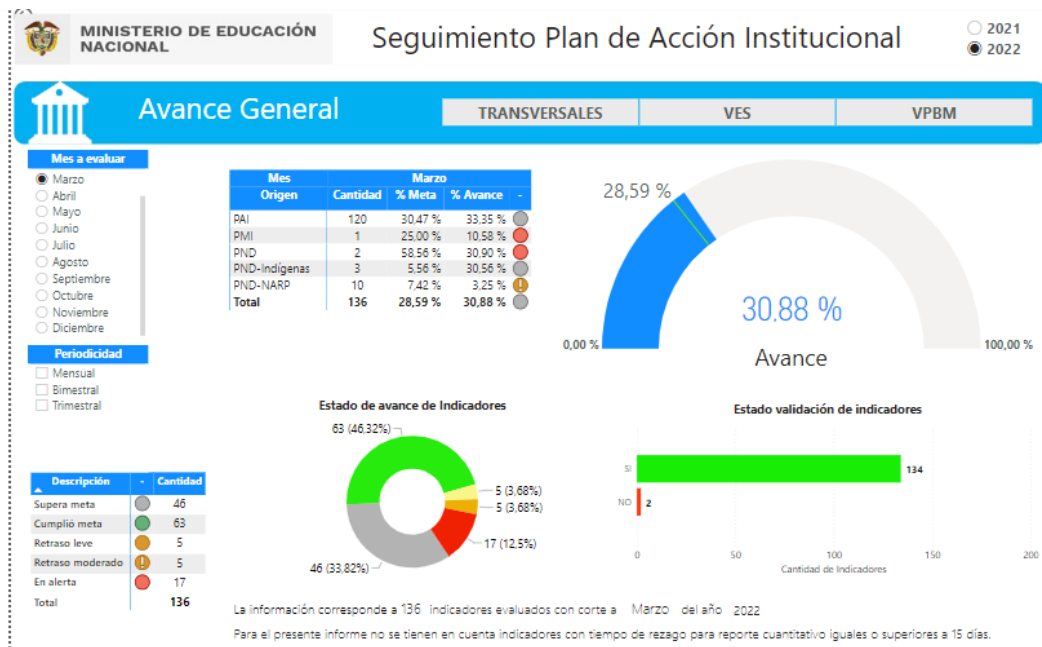 MINISTERIO DE EDUCACIÓN
NACIONAL
Seguimiento Plan de Acción Institucional
2021
2022
Avance General
TRANSVERSALES
VES
VPBM
Mes a evaluar
Marzo
Abril
Mayo
Junio
Julio
Agosto
Septiembre
Octubre
Noviembre
Diciembre
Periodicidad
Mensual
Bimestral
Trimestral
Mes Marzo
Origen Cantidad % Meta % Avance -
PAI 120 30,47 % 33,35 %
PMI 1 25,00 % 10,58 %
PND 2 58,56 % 30,90 %
PND-Indígenas 3 5,56 % 30,56 %
PND-NARP 10 7,42 % 3,25 % !
Total 136 28,59 % 30,88 %
28,59 %
30,88 %
0,00 %
100,00 %
Avance
Estado de avance de Indicadores
63 (46,32%)
5 (3,68%)
5 (3,68%)
17 (12,5%)
46 (33,82%)
Estado validación de indicadores
SI 134
NO 2
0 50 100 150 200
Cantidad de Indicadores
Descripción - Cantidad
Supera meta 46
Cumplió meta 63
Retraso leve 5
Retraso moderado ! 5
En alerta 17
Total 136
La información corresponde a 136 indicadores evaluados con corte a Marzo del año 2022
Para el presente informe no se tienen en cuenta indicadores con tiempo de rezago para reporte cuantitativo iguales o superiores a 15 días.